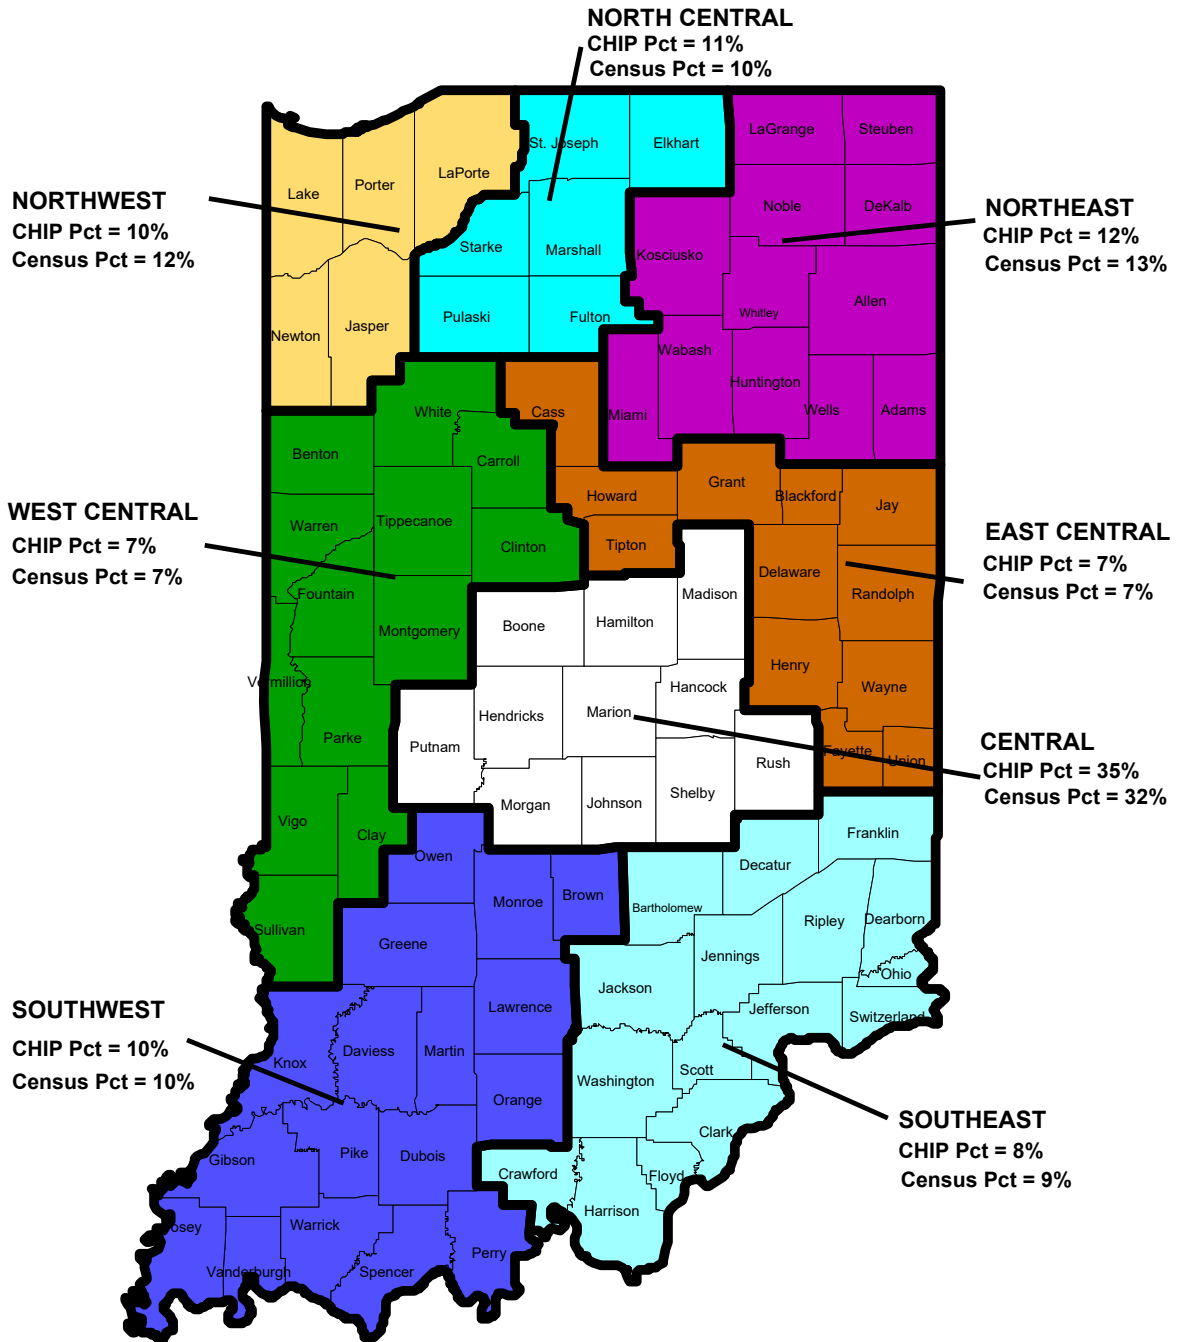 NORTH CENTRAL
CHIP Pct = 11%
Census Pct = 10%
LaGrange
Steuben
St. Joseph
Elkhart
LaPorte
Porter
Lake
NORTHWEST
CHIP Pct = 10%
Census Pct = 12%
Noble
DeKalb
NORTHEAST
CHIP Pct = 12%
Census Pct = 13%
Starke
Marshall
Kosciusko
Allen
Whitley
Pulaski
Fulton
Newton
Jasper
Wabash
Huntington
Miami
Wells
Adams
White
Cass
Benton
Carroll
Grant
Howard
Blackford
Jay
WEST CENTRAL
CHIP Pct = 7%
Census Pct = 7%
Warren
Tippecanoe
Clinton
Tipton
EAST CENTRAL
CHIP Pct = 7%
Census Pct = 7%
Delaware
Randolph
Fountain
Madison
Hamilton
Boone
Montgomery
Henry
Wayne
Hancock
Vermillion
Hendricks
Marion
Parke
Putnam
Rush
Fayette
Union
CENTRAL
CHIP Pct = 35%
Census Pct = 32%
Morgan
Johnson
Shelby
Vigo
Clay
Franklin
Owen
Decatur
Monroe
Brown
Bartholomew
Ripley
Dearborn
Sullivan
Greene
Jennings
Ohio
Jackson
SOUTHWEST
CHIP Pct = 10%
Census Pct = 10%
Lawrence
Jefferson
Switzerland
Knox
Daviess
Martin
Washington
Scott
Orange
SOUTHEAST
CHIP Pct = 8%
Census Pct = 9%
Clark
Gibson
Pike
Dubois
Crawford
Floyd
Harrison
Posey
Warrick
Perry
Vanderburgh
Spencer